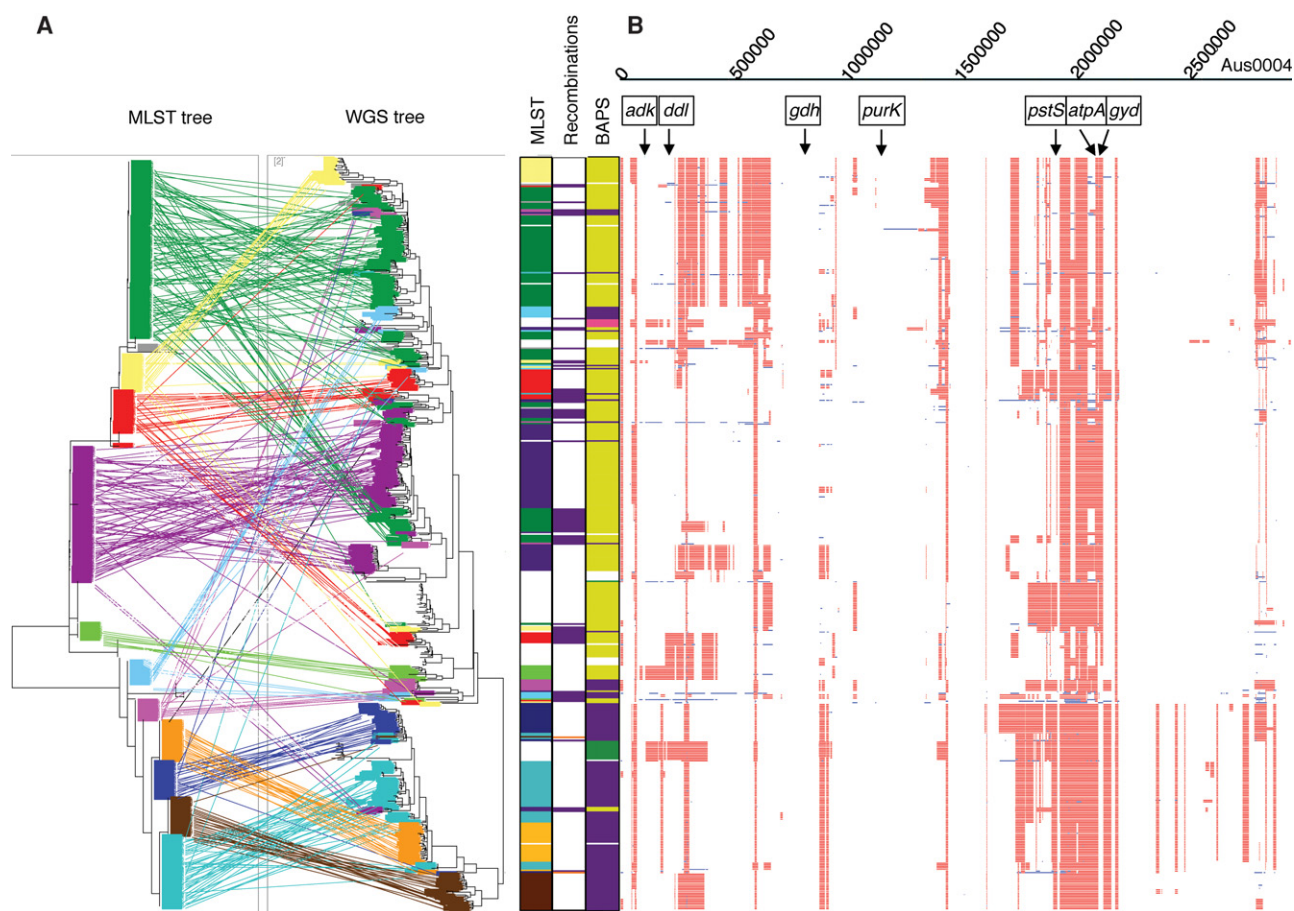 A
B
0
500000
1000000
1500000
2000000
2500000
Aus0004
MLST tree
WGS tree
MLST
Recombinations
BAPS
adk
ddl
gdh
purK
pstS
atpA
gyd
[2]